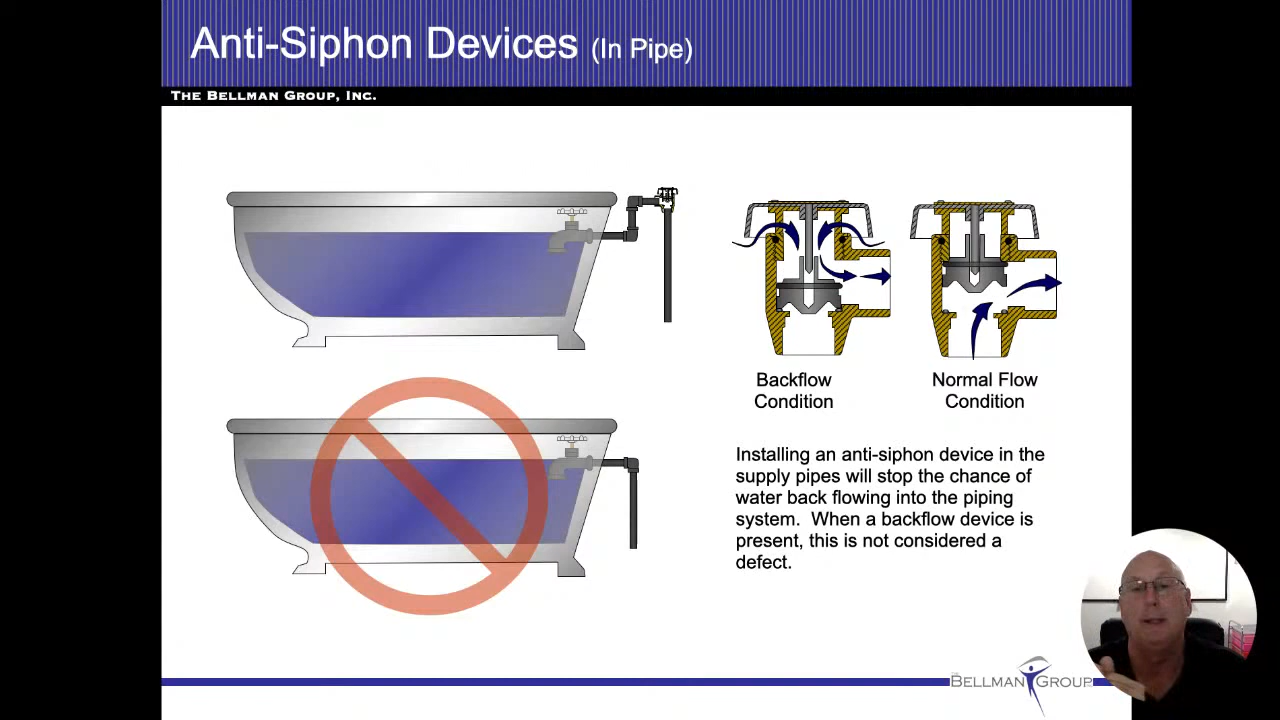 Anti-Siphon Devices (In Pipe)
THE BELLMAN GROUP, INC.
Backflow
Condition
Normal Flow
Condition
Installing an anti-siphon device in the
supply pipes will stop the chance of
water back flowing into the piping
system.  When a backflow device is
present, this is not considered a
defect.
THE
BELLMAN GROUP